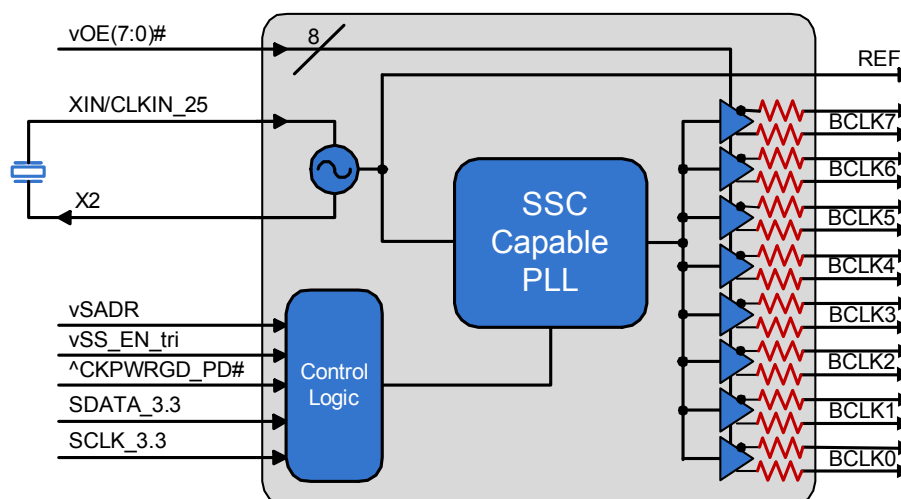 vOE(7:0)#
8
REF
XIN/CLKIN_25
X2
SSC
Capable
PLL
BCLK7
BCLK6
BCLK5
BCLK4
BCLK3
BCLK2
BCLK1
BCLK0
vSADR
vSS_EN_tri
^CKPWRGD_PD#
SDATA_3.3
SCLK_3.3
Control
Logic